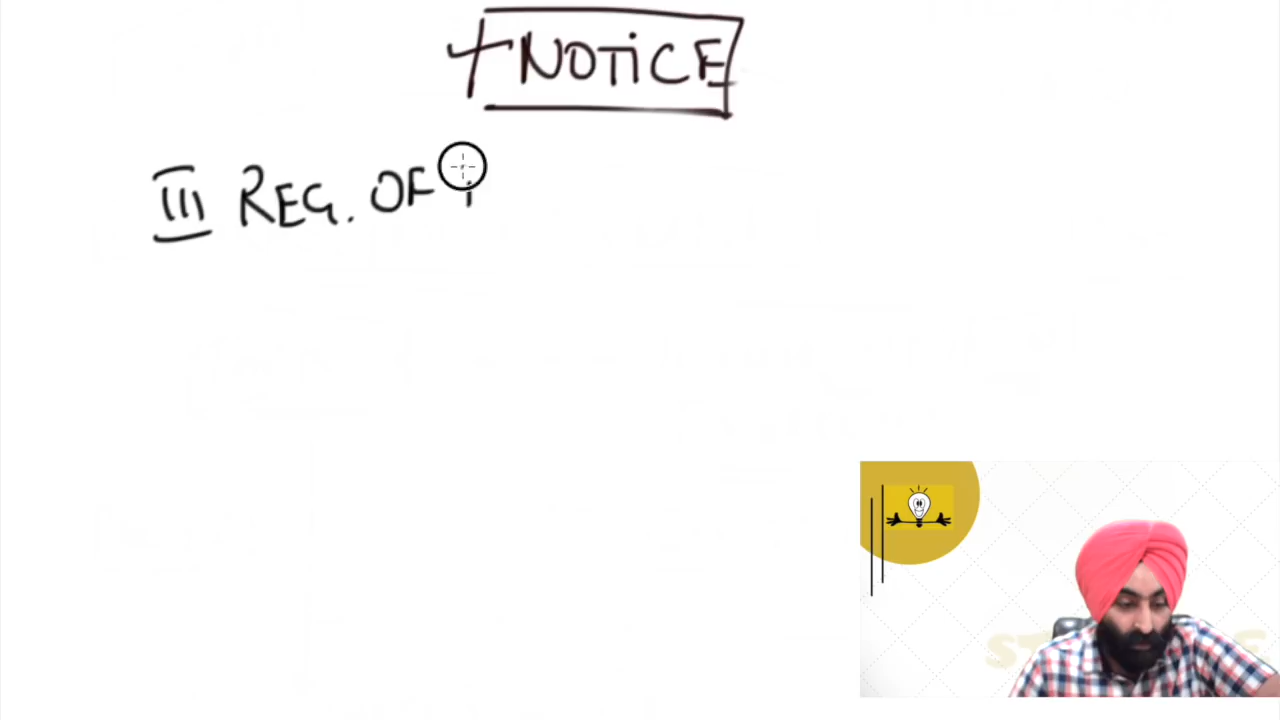 + NOTiCE
III REG. OF